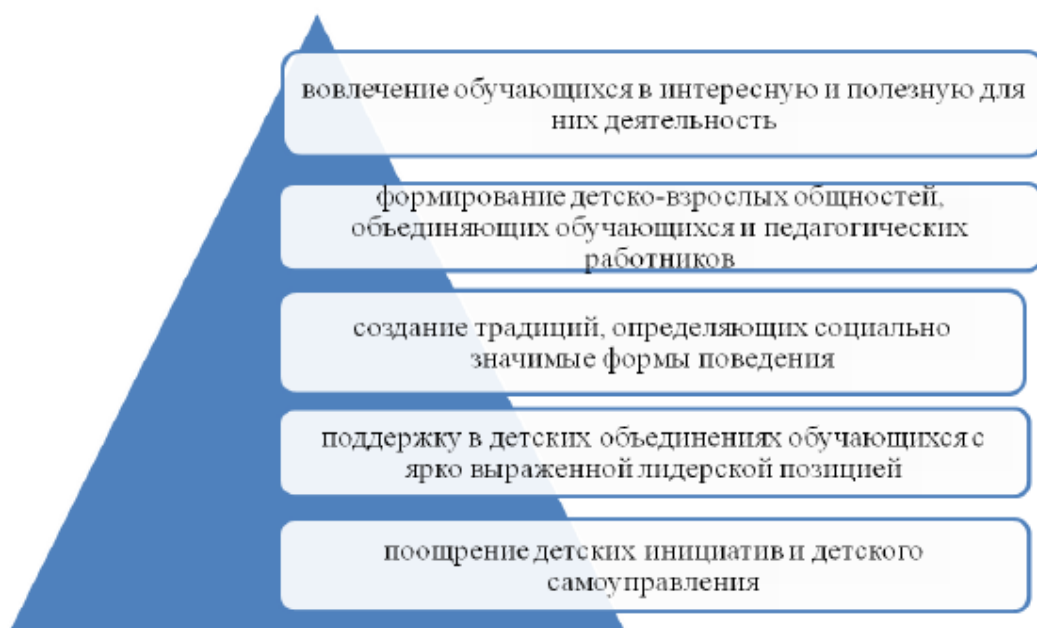 вовлечение обучающихся в интересную и полезную для
них деятельность
формирование детско-взрослых общностей,
объединяющих обучающихся и педагогических
работников
создание традиций, определяющих социально
значимые формы поведения
поддержку в детских объединениях обучающихся с
ярко выраженной лидерской позицией
поощрение детских инициатив и детского
самоуправления